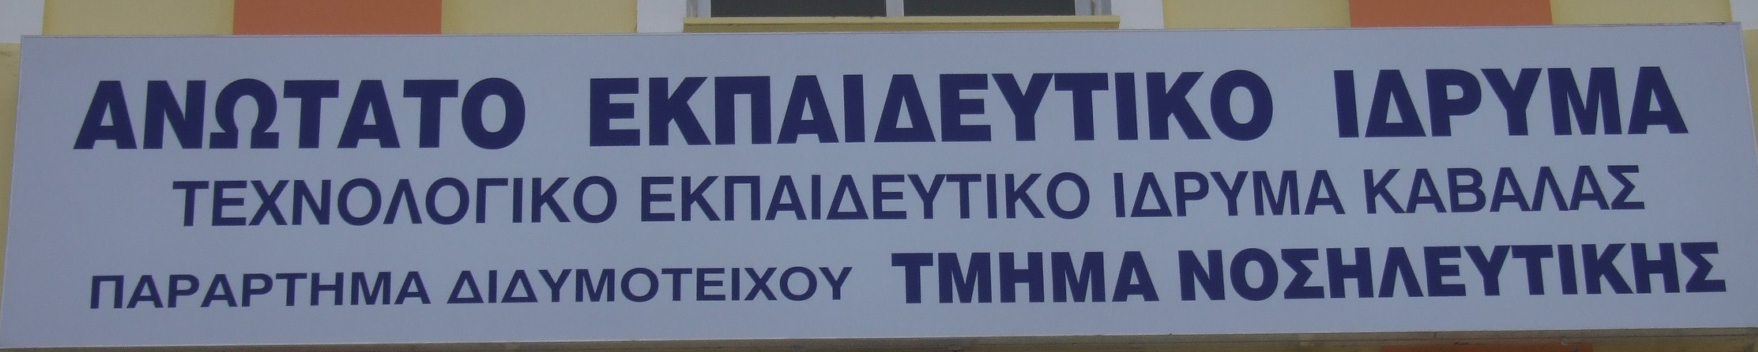 ΑΝΩΤΑΤΟ ΕΚΠΑΙΔΕΥΤΙΚΟ ΙΔΡΥΜΑ
ΤΕΧΝΟΛΟΓΙΚΟ ΕΚΠΑΙΔΕΥΤΙΚΟ ΙΔΡΥΜΑ ΚΑΒΑΛΑΣ
ΠΑΡΑΡΤΗΜΑ ΔΙΔΥΜΟΤΕΙΧΟΥ ΤΜΗΜΑ ΝΟΣΗΛΕΥΤΙΚΗΣ